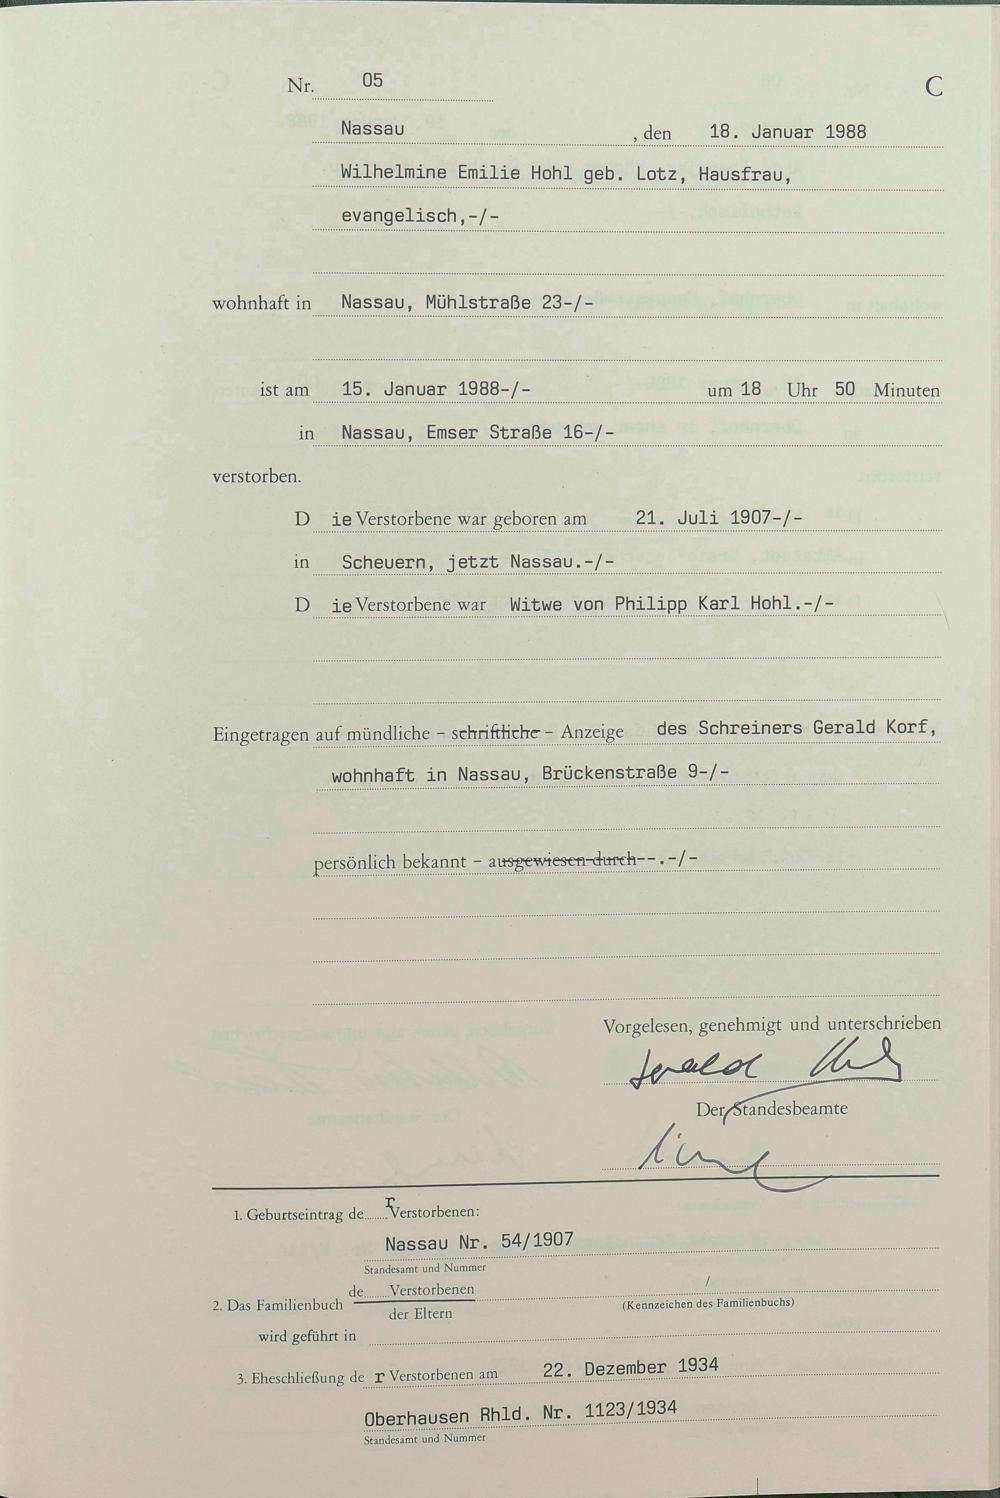 Nr. 05 C
Nassau , den 18. Januar 1988
Wilhelmine Emilie Hohl geb. Lotz, Hausfrau,
evangelisch,-/-
wohnhaft in Nassau, Mühlstraße 23-/-
ist am 15. Januar 1988-/- um 18 Uhr 50 Minuten
in Nassau, Emser Straße 16-/-
verstorben.
D ie Verstorbene war geboren am 21. Juli 1907-/-
in Scheuern, jetzt Nassau.-/-
D ie Verstorbene war Witwe von Philipp Karl Hohl.-/-
Eingetragen auf mündliche – schriftliche – Anzeige des Schreiners Gerald Korf,
wohnhaft in Nassau, Brückenstraße 9-/-
persönlich bekannt – ausgewiesen durch--.-/-
Vorgelesen, genehmigt und unterschrieben
Gerald
Der Standesbeamte
1. Geburtseintrag de r Verstorbenen:
Nassau Nr. 54/1907
Standesamt und Nummer
de Verstorbenen /
2. Das Familienbuch der Eltern (Kennzeichen des Familienbuchs)
wird geführt in
3. Eheschließung de r Verstorbenen am 22. Dezember 1934
Oberhausen Rhld. Nr. 1123/1934
Standesamt und Nummer